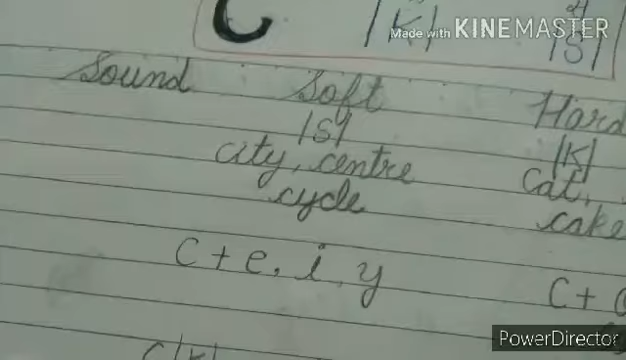 C /K/ /S/
Made with KINEMASTER
Sound Soft Hard
/S/ /K/
city, centre Cat,
cycle cake
C + e, i, y C +
C /K/
PowerDirector